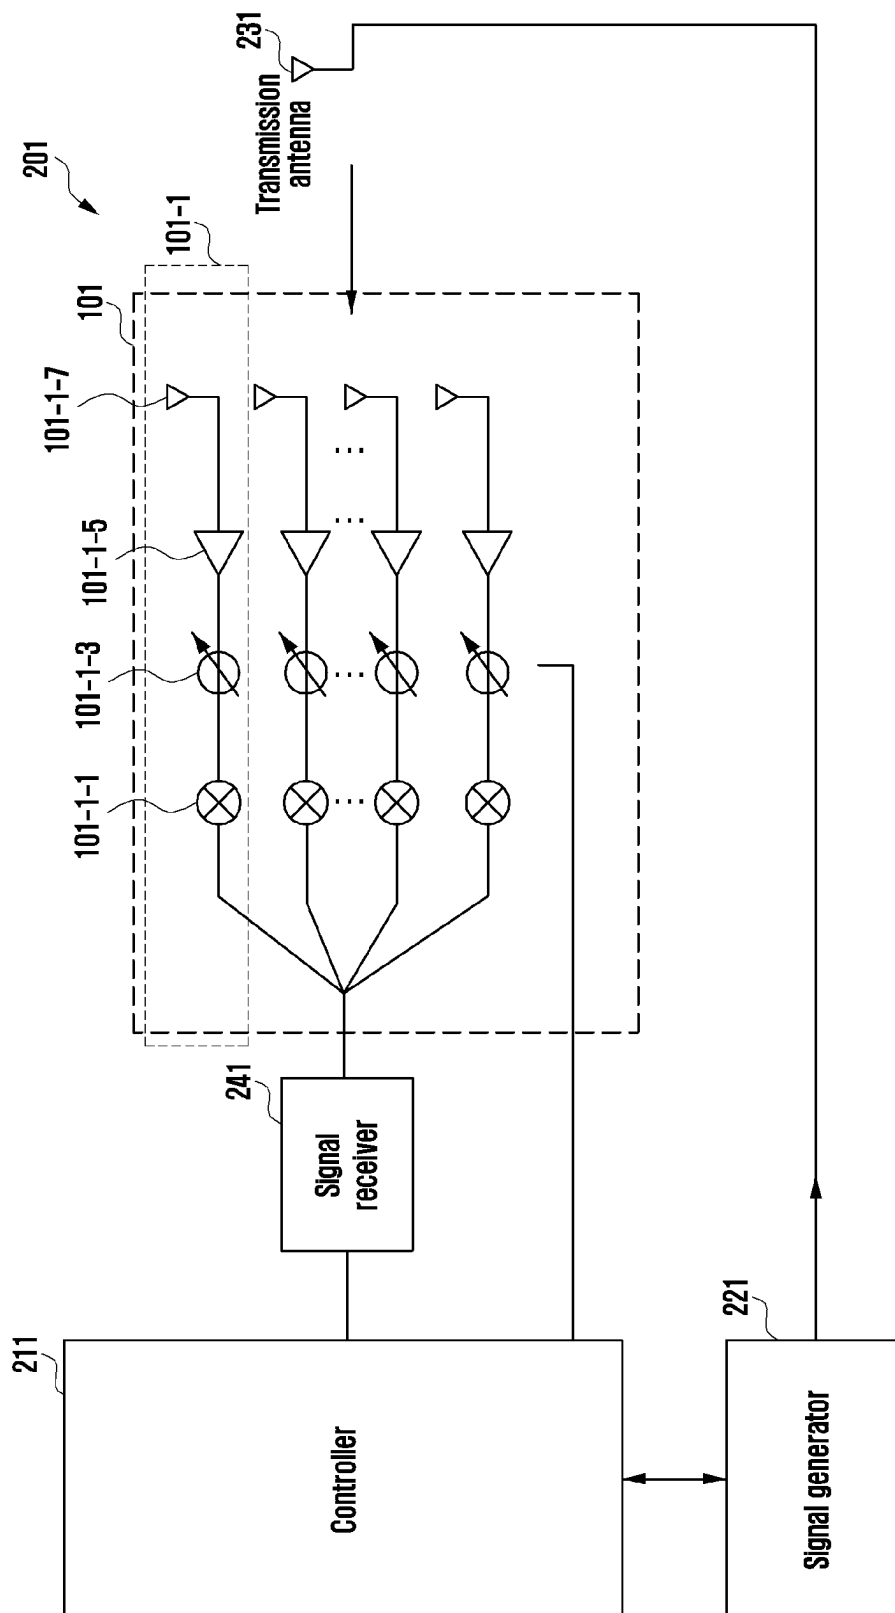 201
231
Transmission
antenna
101
101-1
101-1-7
101-1-5
101-1-3
101-1-1
...
...
...
...
241
Signal
receiver
211
Controller
221
Signal generator